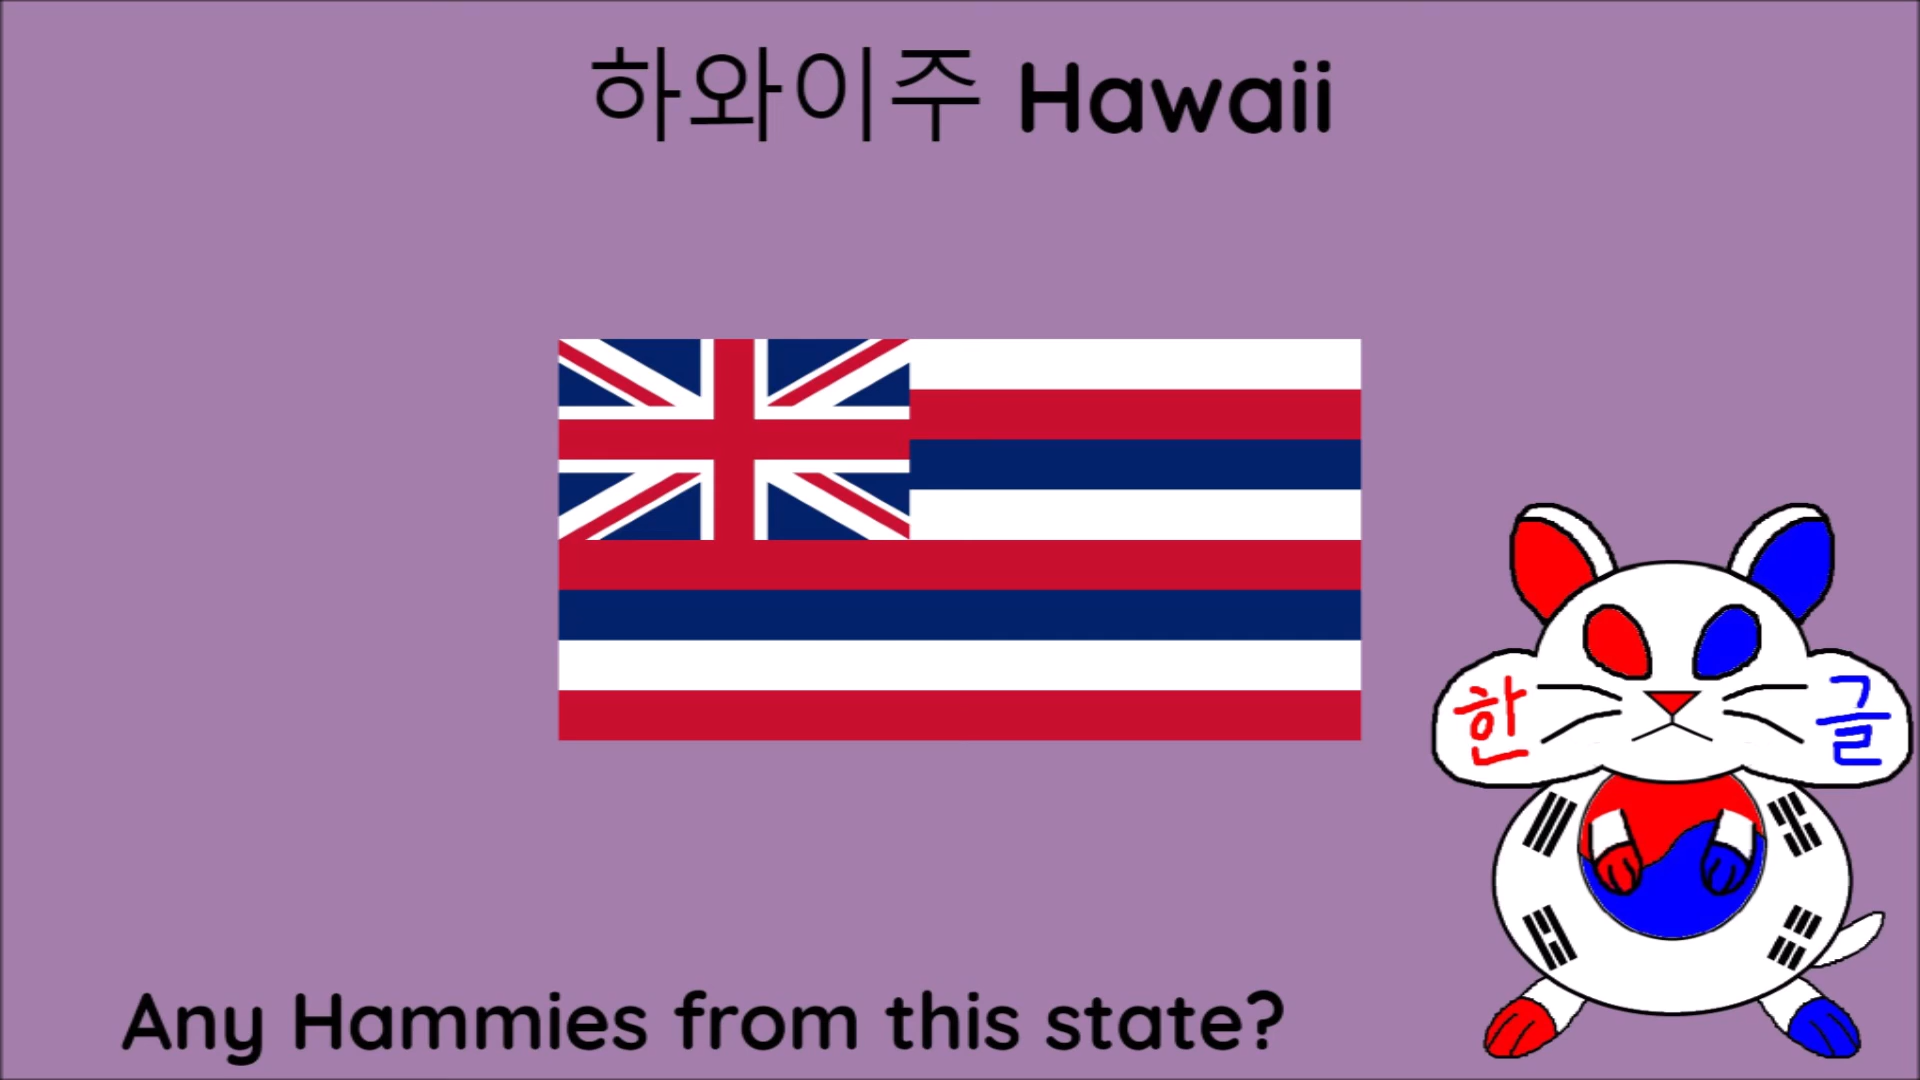 하와이주 Hawaii
한 글
Any Hammies from this state?